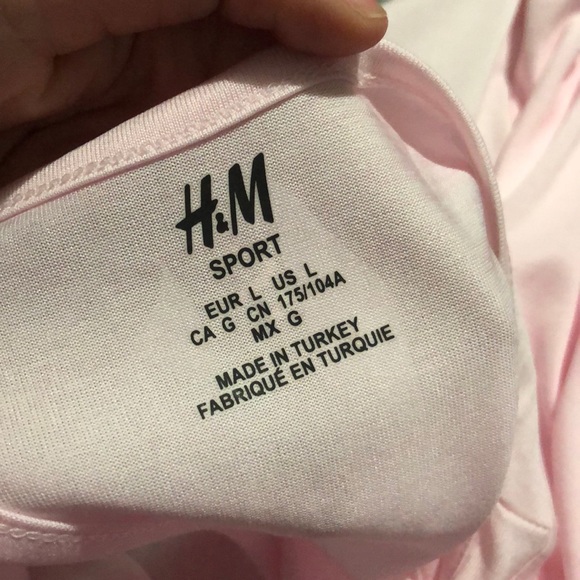 H&M
SPORT
EUR L US L
CA G CN 175/104A
MX G
MADE IN TURKEY
FABRIQUÉ EN TURQUIE